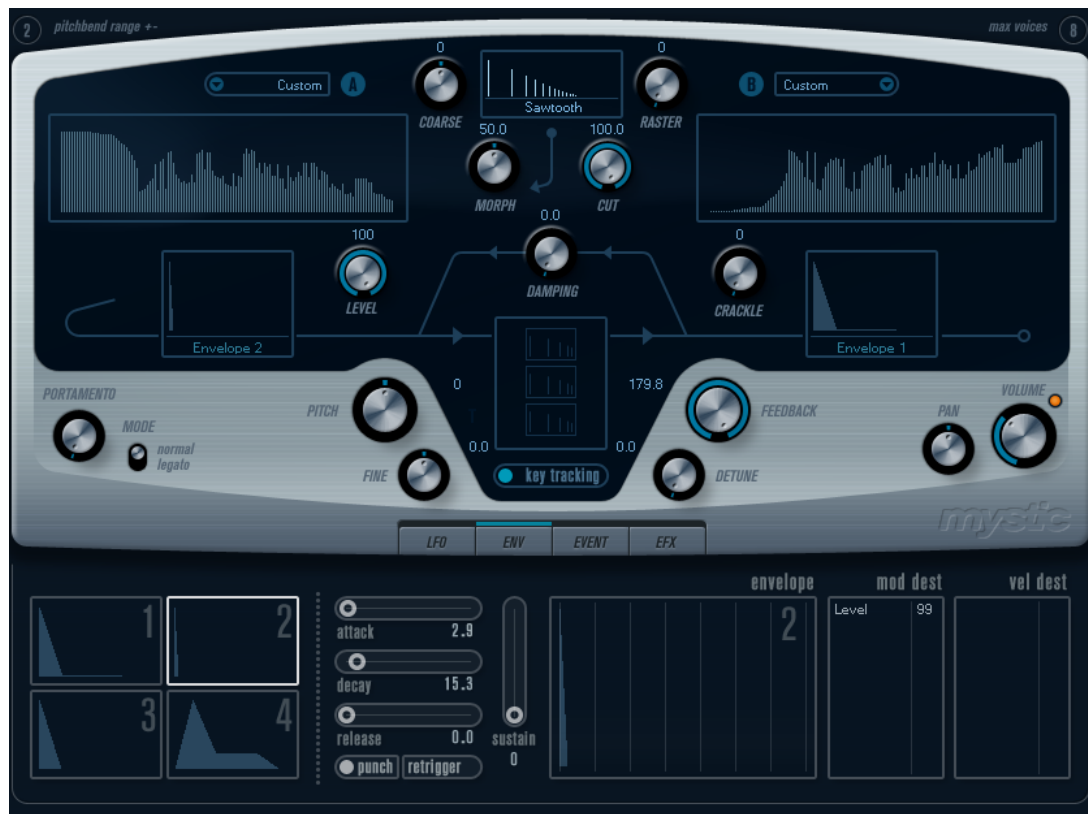 2 pitchbend range +-
max voices 8
0
0
Custom A
B Custom
Sawtooth
COARSE
RASTER
50.0
100.0
MORPH
CUT
0.0
100
0
DAMPING
LEVEL
CRACKLE
Envelope 2
Envelope 1
PORTAMENTO
MODE
normal
legato
PITCH
0
179.8
FEEDBACK
PAN
VOLUME
FINE
0.0
0.0
DETUNE
key tracking
mystic
LFO ENV EVENT EFX
envelope
mod dest
vel dest
1
2
3
4
attack 2.9
decay 15.3
release 0.0
sustain
0
punch retrigger
2
Level 99